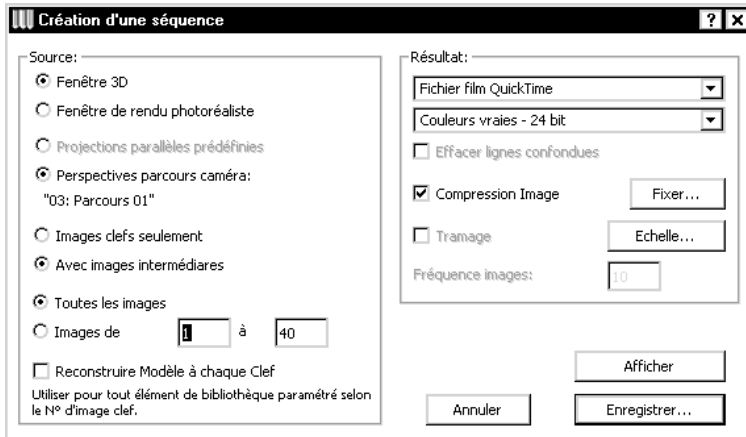 Création d'une séquence
Source:
Fenêtre 3D
Fenêtre de rendu photoréaliste
Projections parallèles prédéfinies
Perspectives parcours caméra:
"03: Parcours 01"
Images clefs seulement
Avec images intermédiares
Toutes les images
Images de 1 à 40
Reconstruire Modèle à chaque Clef
Utiliser pour tout élément de bibliothèque paramétré selon
le N° d'image clef.
Résultat:
Fichier film QuickTime
Couleurs vraies - 24 bit
Effacer lignes confondues
Compression Image Fixer...
Tramage Echelle...
Fréquence images: 10
Afficher
Annuler Enregistrer...